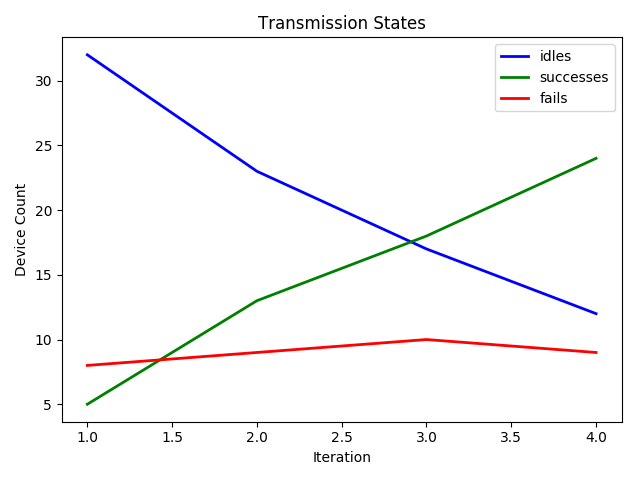 Transmission States
idles
successes
fails
30
25
20
15
10
5
Device Count
1.0 1.5 2.0 2.5 3.0 3.5 4.0
Iteration